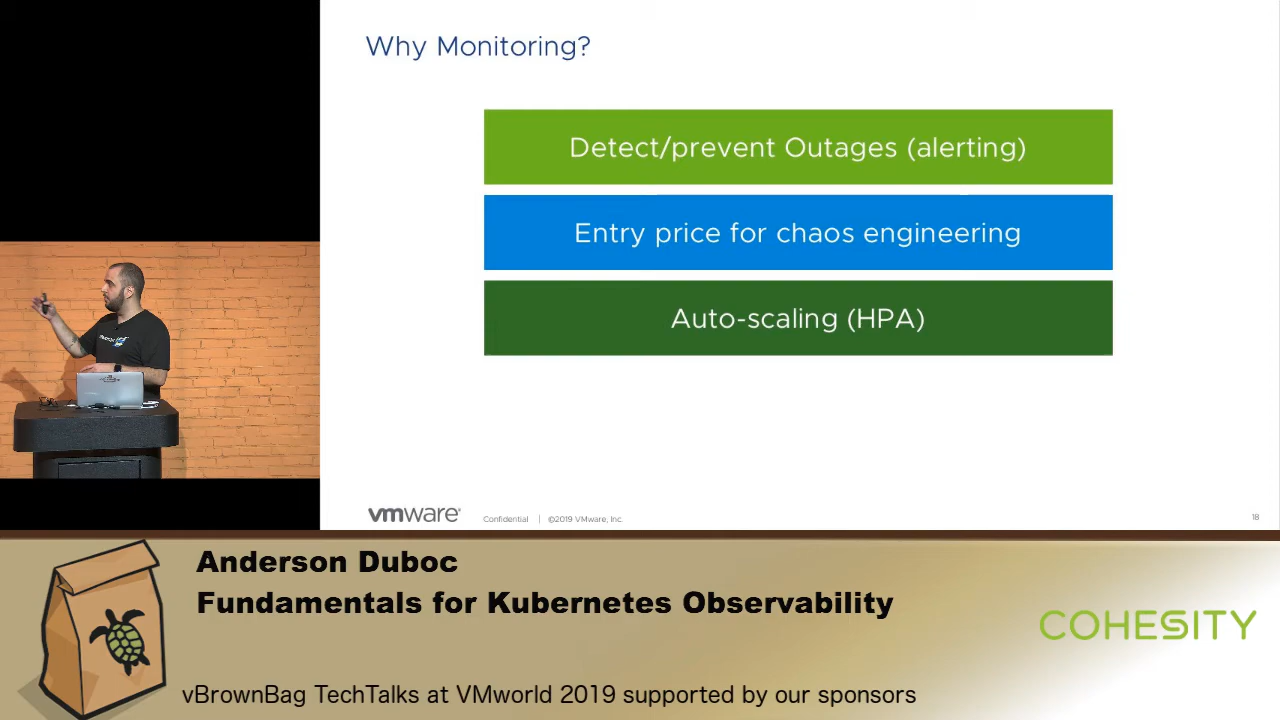 Why Monitoring?
Detect/prevent Outages (alerting)
Entry price for chaos engineering
Auto-scaling (HPA)
vmware®
Confidential | ©2019 VMware, Inc.
18
Anderson Duboc
Fundamentals for Kubernetes Observability
COHESITY
vBrownBag TechTalks at VMworld 2019 supported by our sponsors